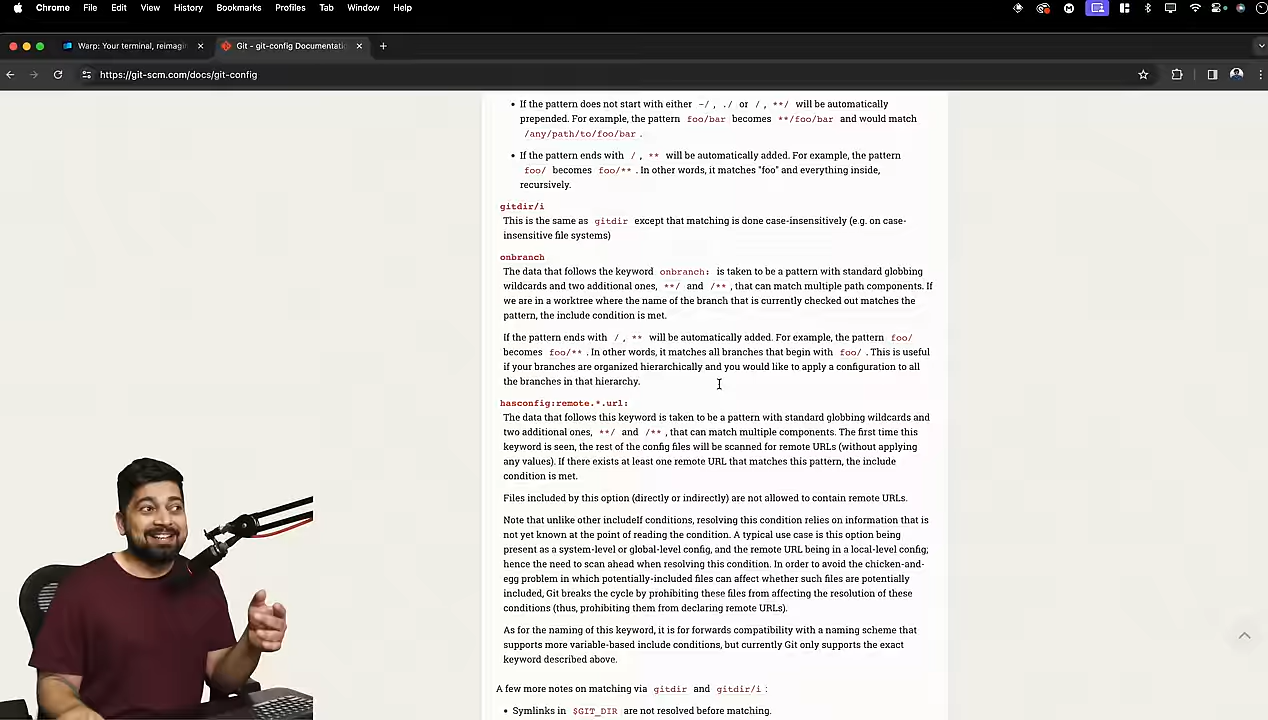 Chrome File Edit View History Bookmarks Profiles Tab Window Help
Warp: Your terminal, reimagi
Git - git-config Documentatio
https://git-scm.com/docs/git-config
• If the pattern does not start with either ~/ , ./ or / , **/ will be automatically
prepended. For example, the pattern foo/bar becomes **/foo/bar and would match
/any/path/to/foo/bar .
• If the pattern ends with / , ** will be automatically added. For example, the pattern
foo/ becomes foo/** . In other words, it matches "foo" and everything inside,
recursively.
gitdir/i
This is the same as gitdir except that matching is done case-insensitively (e.g. on case-
insensitive file systems)
onbranch
The data that follows the keyword onbranch: is taken to be a pattern with standard globbing
wildcards and two additional ones, **/ and /** , that can match multiple path components. If
we are in a worktree where the name of the branch that is currently checked out matches the
pattern, the include condition is met.
If the pattern ends with / , ** will be automatically added. For example, the pattern foo/
becomes foo/** . In other words, it matches all branches that begin with foo/ . This is useful
if your branches are organized hierarchically and you would like to apply a configuration to all
the branches in that hierarchy.
hasconfig:remote.*.url:
The data that follows this keyword is taken to be a pattern with standard globbing wildcards and
two additional ones, **/ and /** , that can match multiple components. The first time this
keyword is seen, the rest of the config files will be scanned for remote URLs (without applying
any values). If there exists at least one remote URL that matches this pattern, the include
condition is met.
Files included by this option (directly or indirectly) are not allowed to contain remote URLs.
Note that unlike other includeIf conditions, resolving this condition relies on information that is
not yet known at the point of reading the condition. A typical use case is this option being
present as a system-level or global-level config, and the remote URL being in a local-level config;
hence the need to scan ahead when resolving this condition. In order to avoid the chicken-and-
egg problem in which potentially-included files can affect whether such files are potentially
included, Git breaks the cycle by prohibiting these files from affecting the resolution of these
conditions (thus, prohibiting them from declaring remote URLs).
As for the naming of this keyword, it is for forwards compatibility with a naming scheme that
supports more variable-based include conditions, but currently Git only supports the exact
keyword described above.
A few more notes on matching via gitdir and gitdir/i :
• Symlinks in $GIT_DIR are not resolved before matching.